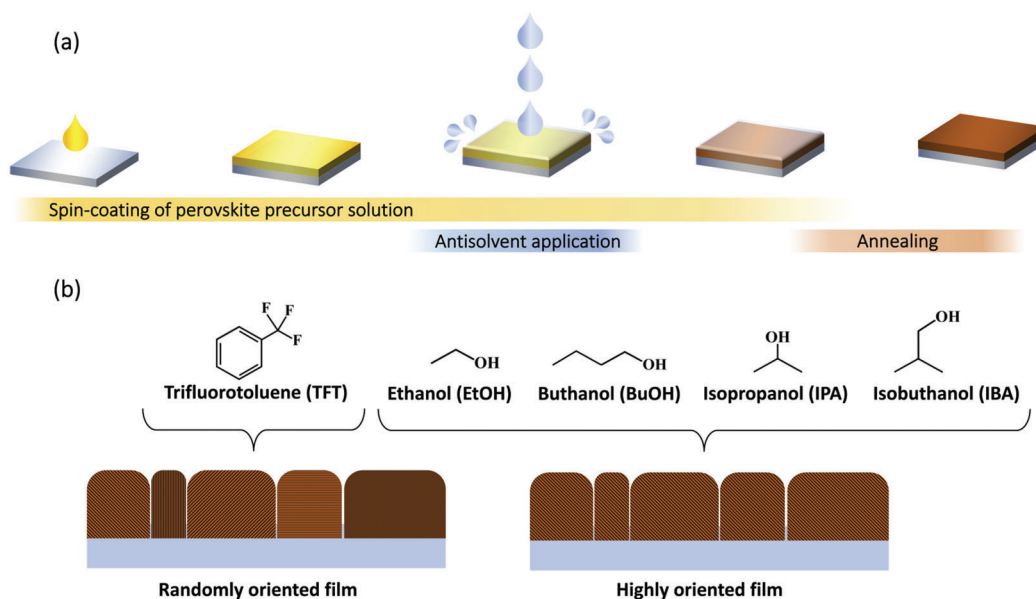 (a)
Spin-coating of perovskite precursor solution
Antisolvent application
Annealing
(b)
F
F
F
OH
OH
OH
OH
Trifluorotoluene (TFT)
Ethanol (EtOH)
Buthanol (BuOH)
Isopropanol (IPA)
Isobuthanol (IBA)
Randomly oriented film
Highly oriented film